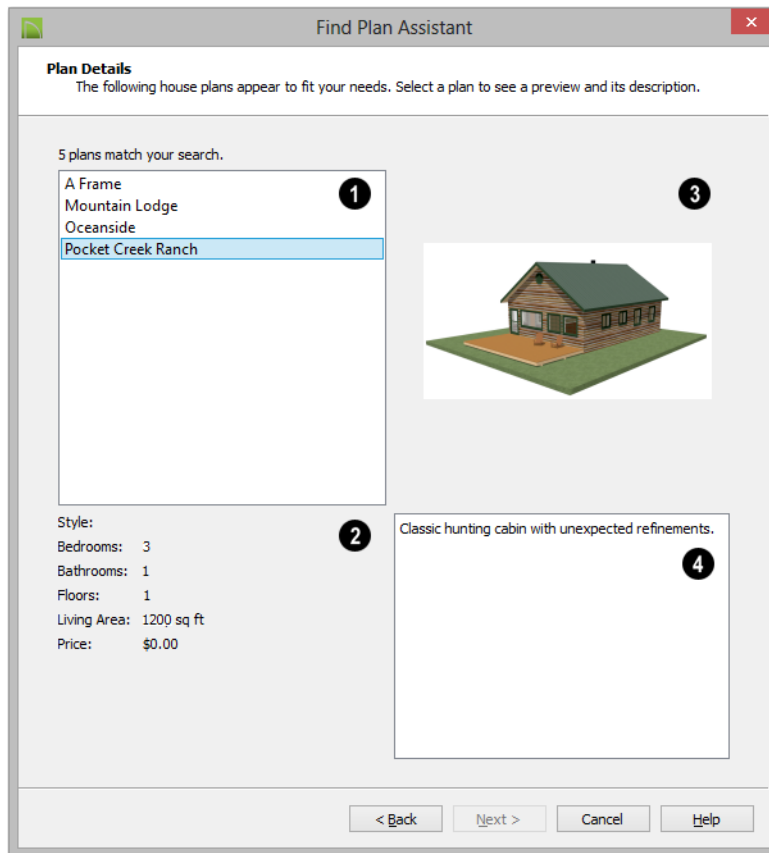 Find Plan Assistant
Plan Details
The following house plans appear to fit your needs. Select a plan to see a preview and its description.
5 plans match your search.
A Frame
Mountain Lodge
Oceanside
Pocket Creek Ranch
1
3
Style:
Bedrooms: 3
Bathrooms: 1
Floors: 1
Living Area: 1200 sq ft
Price: $0.00
2
Classic hunting cabin with unexpected refinements.
4
< Back
Next >
Cancel
Help